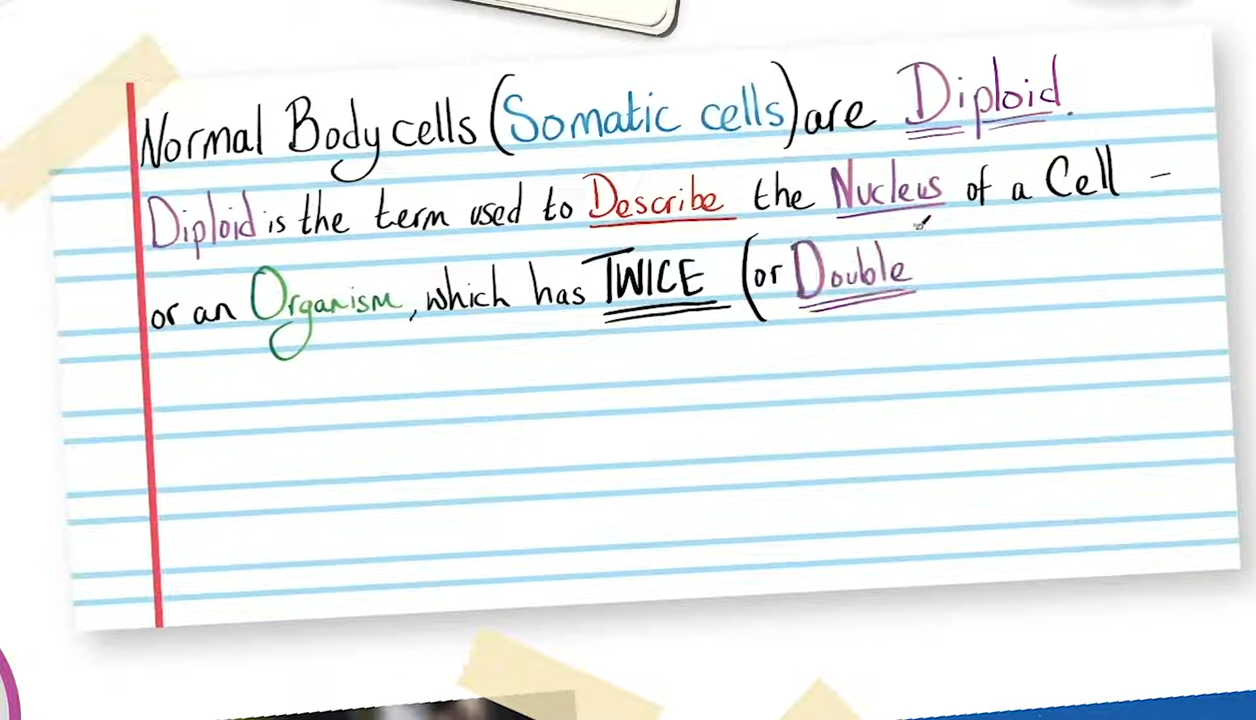 Normal Body cells (Somatic cells) are Diploid.
Diploid is the term used to Describe the Nucleus of a Cell -
or an Organism, which has TWICE (or Double